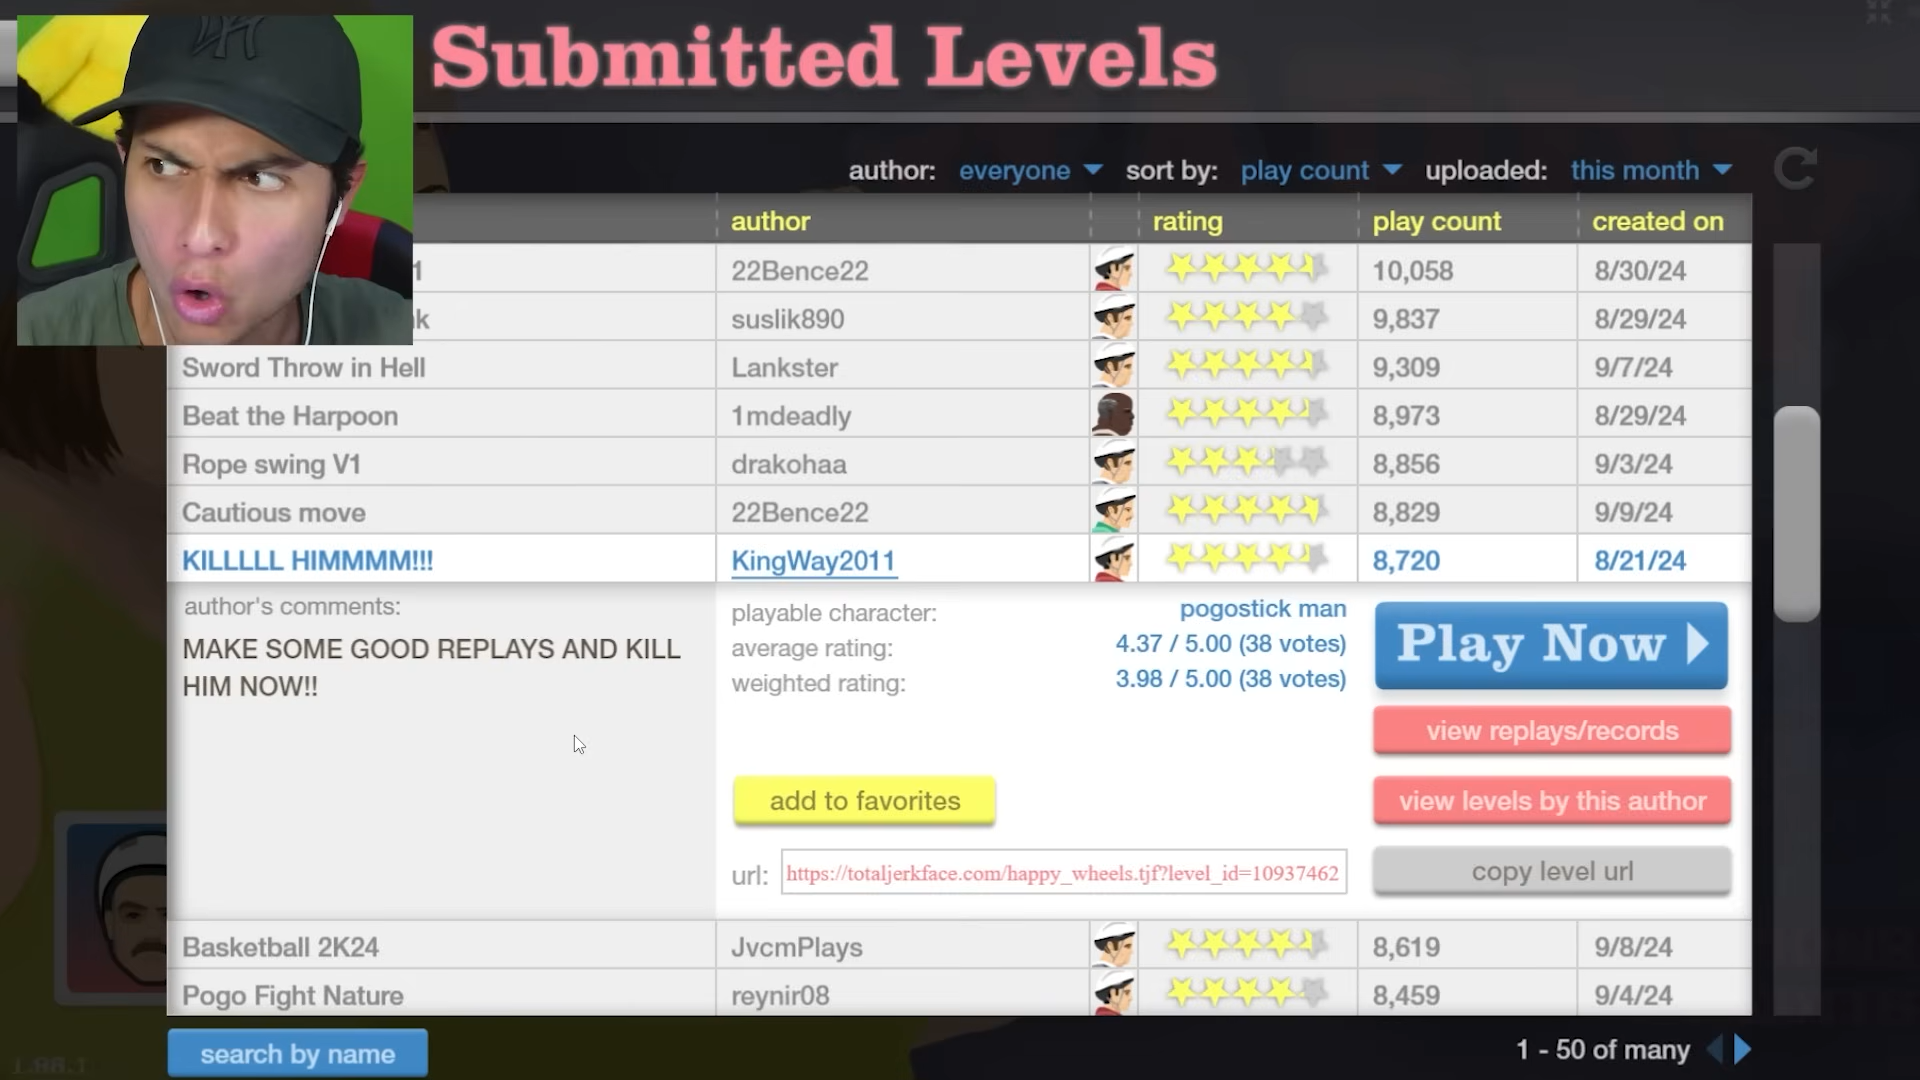 Submitted Levels
author: everyone sort by: play count uploaded: this month
author rating play count created on
1 22Bence22 10,058 8/30/24
k suslik890 9,837 8/29/24
Sword Throw in Hell Lankster 9,309 9/7/24
Beat the Harpoon 1mdeadly 8,973 8/29/24
Rope swing V1 drakohaa 8,856 9/3/24
Cautious move 22Bence22 8,829 9/9/24
KILLLLL HIMMMM!!! KingWay2011 8,720 8/21/24
author's comments:
MAKE SOME GOOD REPLAYS AND KILL
HIM NOW!!
playable character: pogostick man
average rating: 4.37 / 5.00 (38 votes)
weighted rating: 3.98 / 5.00 (38 votes)
Play Now
view replays/records
add to favorites
view levels by this author
url: https://totaljerkface.com/happy_wheels.tjf?level_id=10937462
copy level url
Basketball 2K24 JvcmPlays 8,619 9/8/24
Pogo Fight Nature reynir08 8,459 9/4/24
search by name
1 - 50 of many